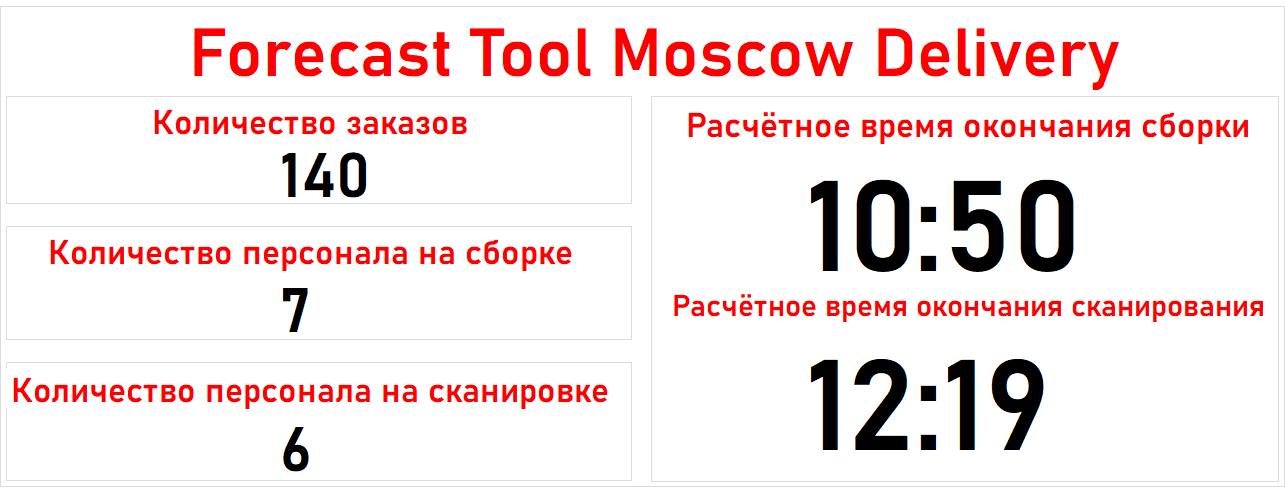 Forecast Tool Moscow Delivery
Количество заказов
140
Количество персонала на сборке
7
Количество персонала на сканировке
6
Расчётное время окончания сборки
10:50
Расчётное время окончания сканирования
12:19